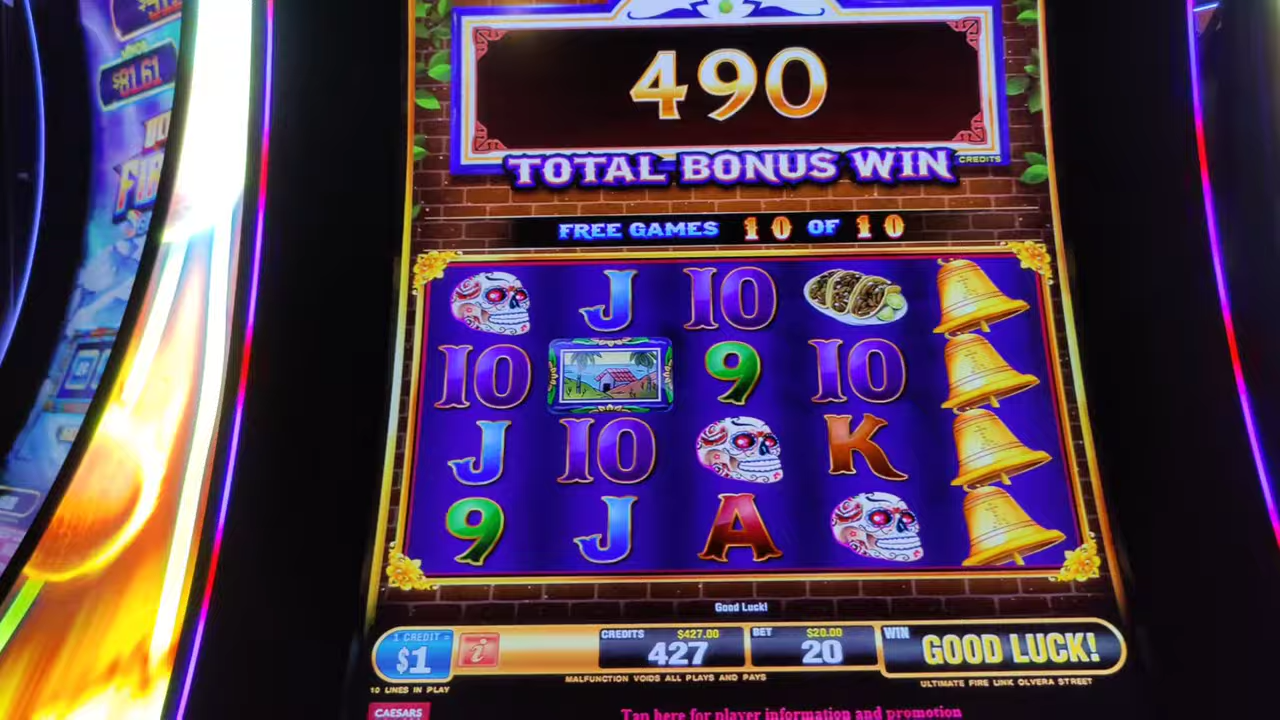 $81.61
490
TOTAL BONUS WIN CREDITS
FREE GAMES 10 OF 10
J 10
10 9 10
J 10 K
9 J A
Good Luck!
1 CREDIT =
$1
i
CREDITS $427.00
427
BET $20.00
20
WIN GOOD LUCK!
10 LINES IN PLAY
MALFUNCTION VOIDS ALL PLAYS AND PAYS
ULTIMATE FIRE LINK OLVERA STREET
CAESARS
Tap here for player information and promotion